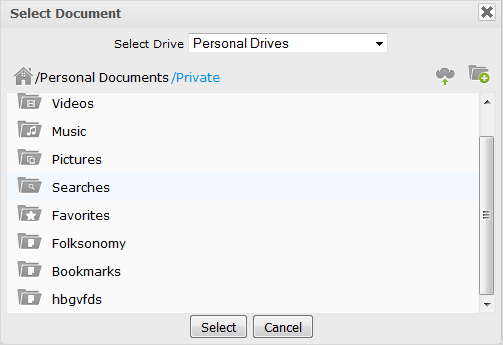 Select Document
Select Drive Personal Drives
/Personal Documents /Private
Videos
Music
Pictures
Searches
Favorites
Folksonomy
Bookmarks
hbgvfds
Select Cancel